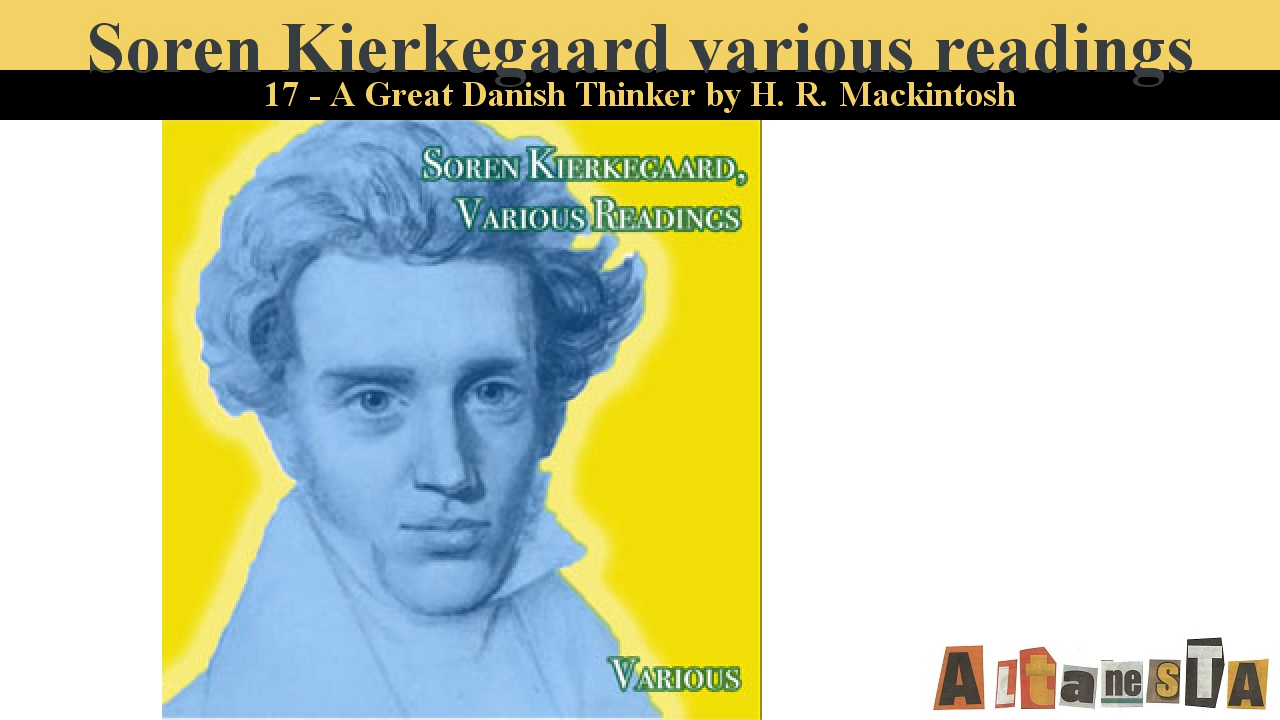 Soren Kierkegaard various readings
17 - A Great Danish Thinker by H. R. Mackintosh
Soren Kierkegaard,
Various Readings
Various
AltanesTA